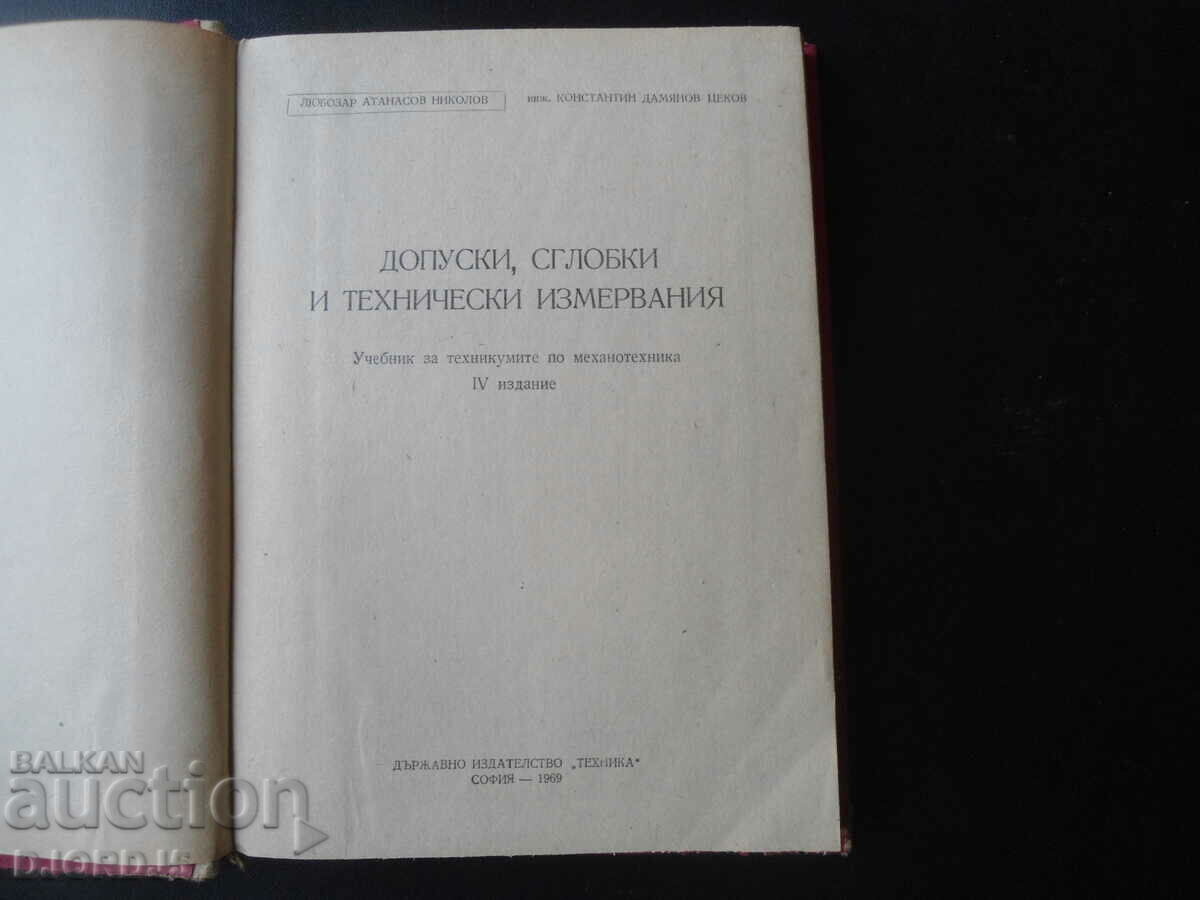 ЛЮБОЗАР АТАНАСОВ НИКОЛОВ инж. КОНСТАНТИН ДАМЯНОВ ЦЕКОВ
ДОПУСКИ, СГЛОБКИ
И ТЕХНИЧЕСКИ ИЗМЕРВАНИЯ
Учебник за техникумите по механотехника
IV издание
ДЪРЖАВНО ИЗДАТЕЛСТВО „ТЕХНИКА“
СОФИЯ — 1969
BALKAN
auction